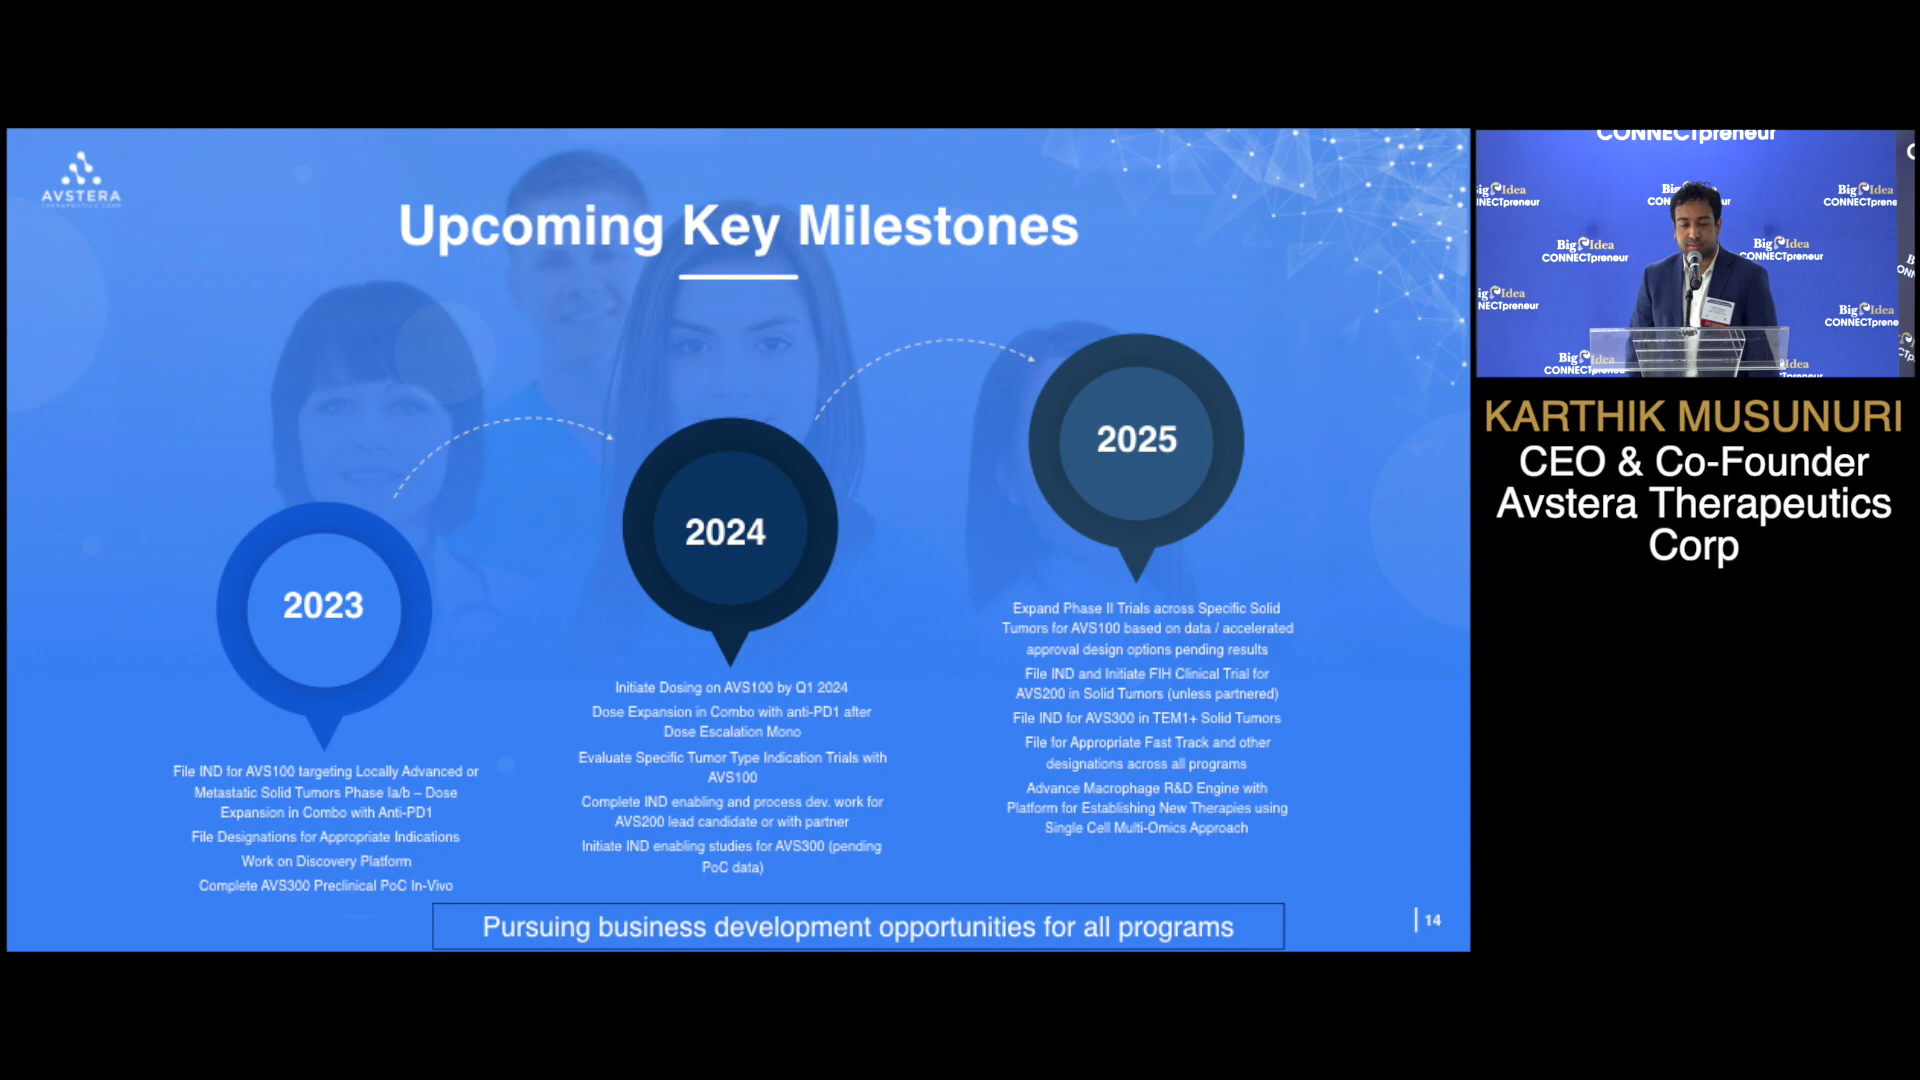 AVSTERA
THERAPEUTICS CORP
Upcoming Key Milestones
2023
File IND for AVS100 targeting Locally Advanced or
Metastatic Solid Tumors Phase Ia/b – Dose
Expansion in Combo with Anti-PD1
File Designations for Appropriate Indications
Work on Discovery Platform
Complete AVS300 Preclinical PoC In-Vivo
2024
Initiate Dosing on AVS100 by Q1 2024
Dose Expansion in Combo with anti-PD1 after
Dose Escalation Mono
Evaluate Specific Tumor Type Indication Trials with
AVS100
Complete IND enabling and process dev. work for
AVS200 lead candidate or with partner
Initiate IND enabling studies for AVS300 (pending
PoC data)
2025
Expand Phase II Trials across Specific Solid
Tumors for AVS100 based on data / accelerated
approval design options pending results
File IND and Initiate FIH Clinical Trial for
AVS200 in Solid Tumors (unless partnered)
File IND for AVS300 in TEM1+ Solid Tumors
File for Appropriate Fast Track and other
designations across all programs
Advance Macrophage R&D Engine with
Platform for Establishing New Therapies using
Single Cell Multi-Omics Approach
Pursuing business development opportunities for all programs
14
CONNECTpreneur
Big Idea
CONNECTpreneur
Big Idea
CONNECTpreneur
KARTHIK MUSUNURI
CEO & Co-Founder
Avstera Therapeutics
Corp